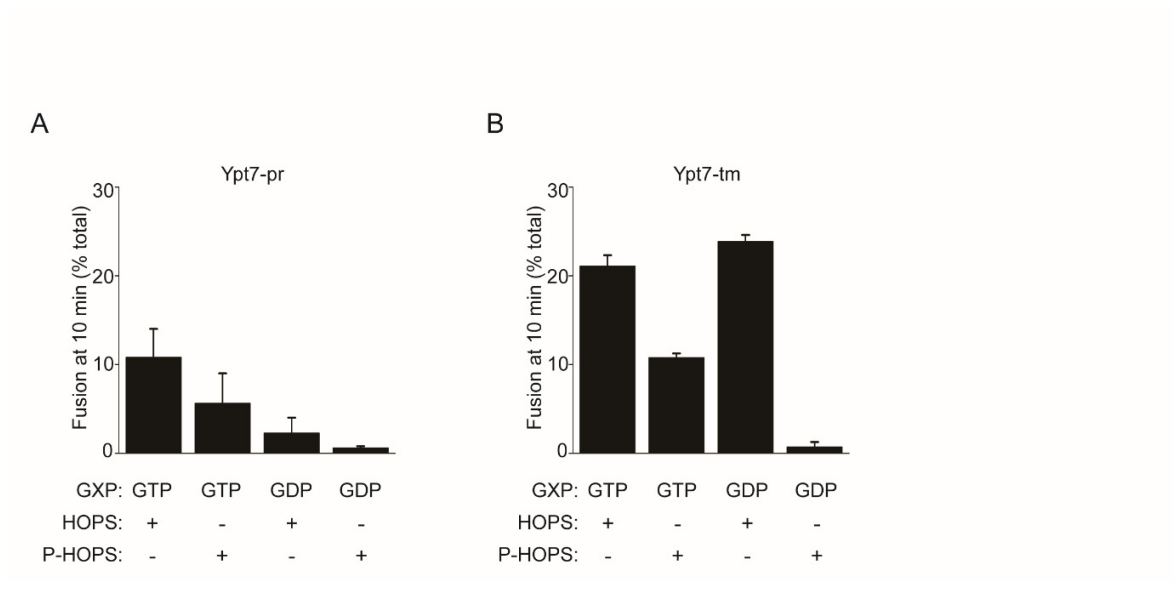 A
Ypt7-pr
Fusion at 10 min (% total)
30
20
10
0
GXP: GTP GTP GDP GDP
HOPS: + - + -
P-HOPS: - + - +
B
Ypt7-tm
Fusion at 10 min (% total)
30
20
10
0
GXP: GTP GTP GDP GDP
HOPS: + - + -
P-HOPS: - + - +